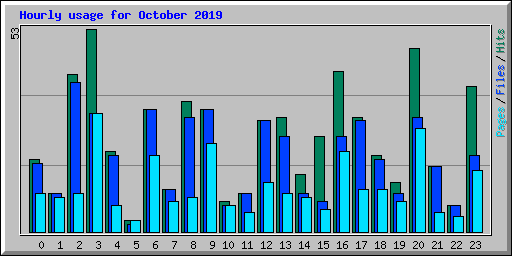 Hourly usage for October 2019
53
Pages/Files/Hits
0 1 2 3 4 5 6 7 8 9 10 11 12 13 14 15 16 17 18 19 20 21 22 23